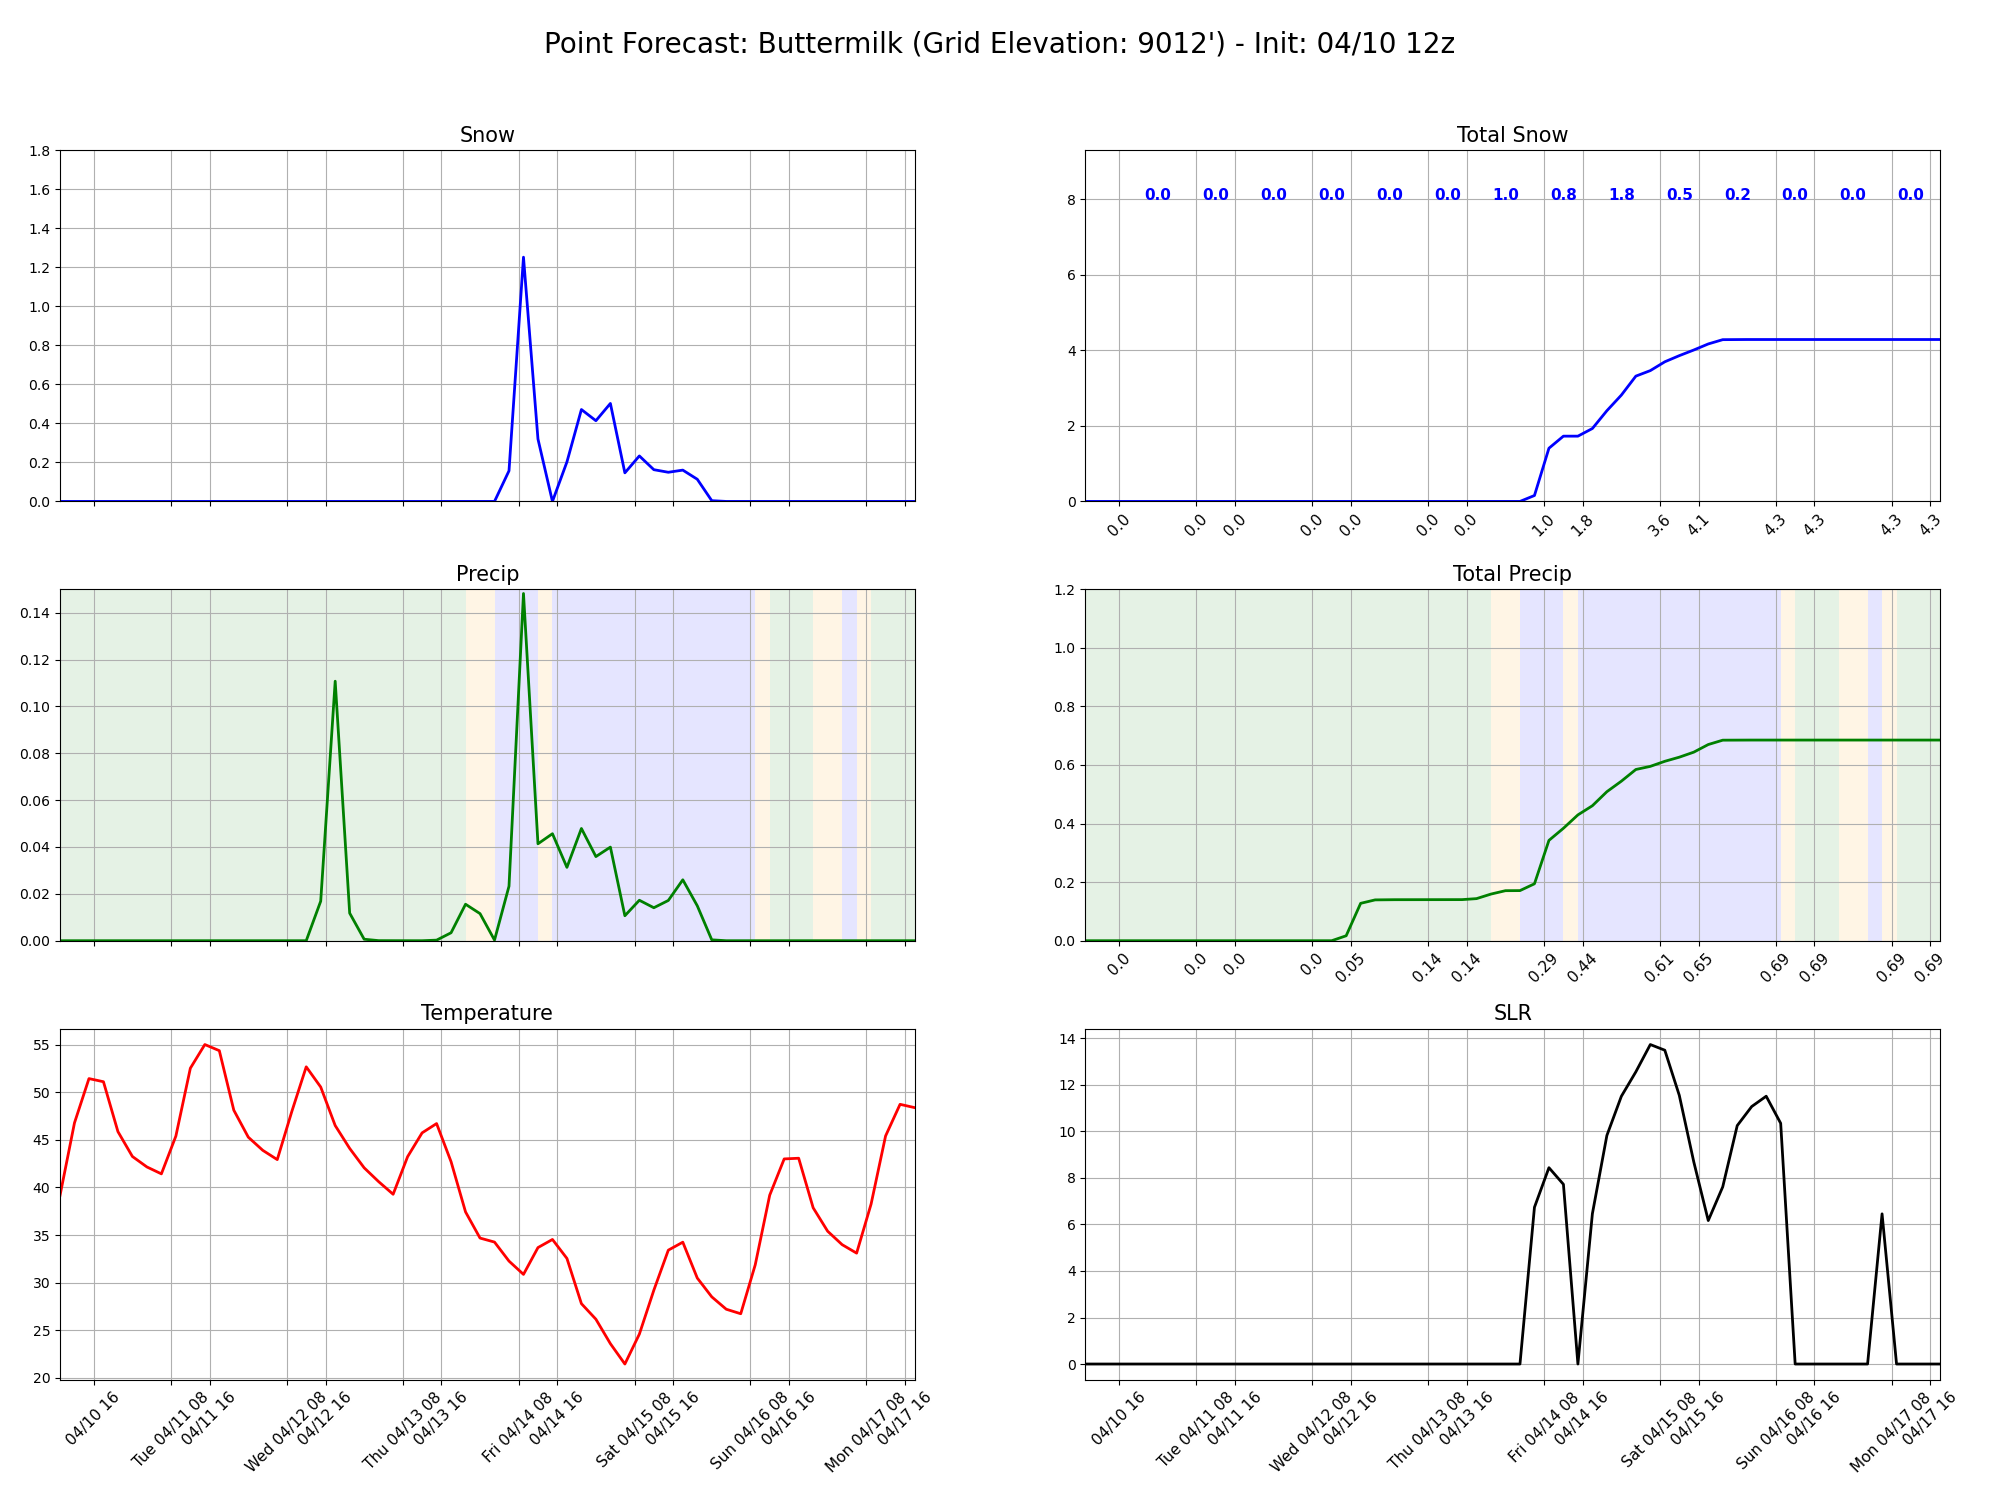 Point Forecast: Buttermilk (Grid Elevation: 9012') - Init: 04/10 12z
Snow
1.8
1.6
1.4
1.2
1.0
0.8
0.6
0.4
0.2
0.0
Total Snow
0.0 0.0 0.0 0.0 0.0 0.0 1.0 0.8 1.8 0.5 0.2 0.0 0.0 0.0
8
6
4
2
0
0.0 0.0 0.0 0.0 0.0 0.0 0.0 1.0 1.8 3.6 4.1 4.3 4.3 4.3 4.3
Precip
0.14
0.12
0.10
0.08
0.06
0.04
0.02
0.00
Total Precip
1.2
1.0
0.8
0.6
0.4
0.2
0.0
0.0 0.0 0.0 0.0 0.05 0.14 0.14 0.29 0.44 0.61 0.65 0.69 0.69 0.69 0.69
Temperature
55
50
45
40
35
30
25
20
04/10 16
Tue 04/11 08
04/11 16
Wed 04/12 08
04/12 16
Thu 04/13 08
04/13 16
Fri 04/14 08
04/14 16
Sat 04/15 08
04/15 16
Sun 04/16 08
04/16 16
Mon 04/17 08
04/17 16
SLR
14
12
10
8
6
4
2
0
04/10 16
Tue 04/11 08
04/11 16
Wed 04/12 08
04/12 16
Thu 04/13 08
04/13 16
Fri 04/14 08
04/14 16
Sat 04/15 08
04/15 16
Sun 04/16 08
04/16 16
Mon 04/17 08
04/17 16